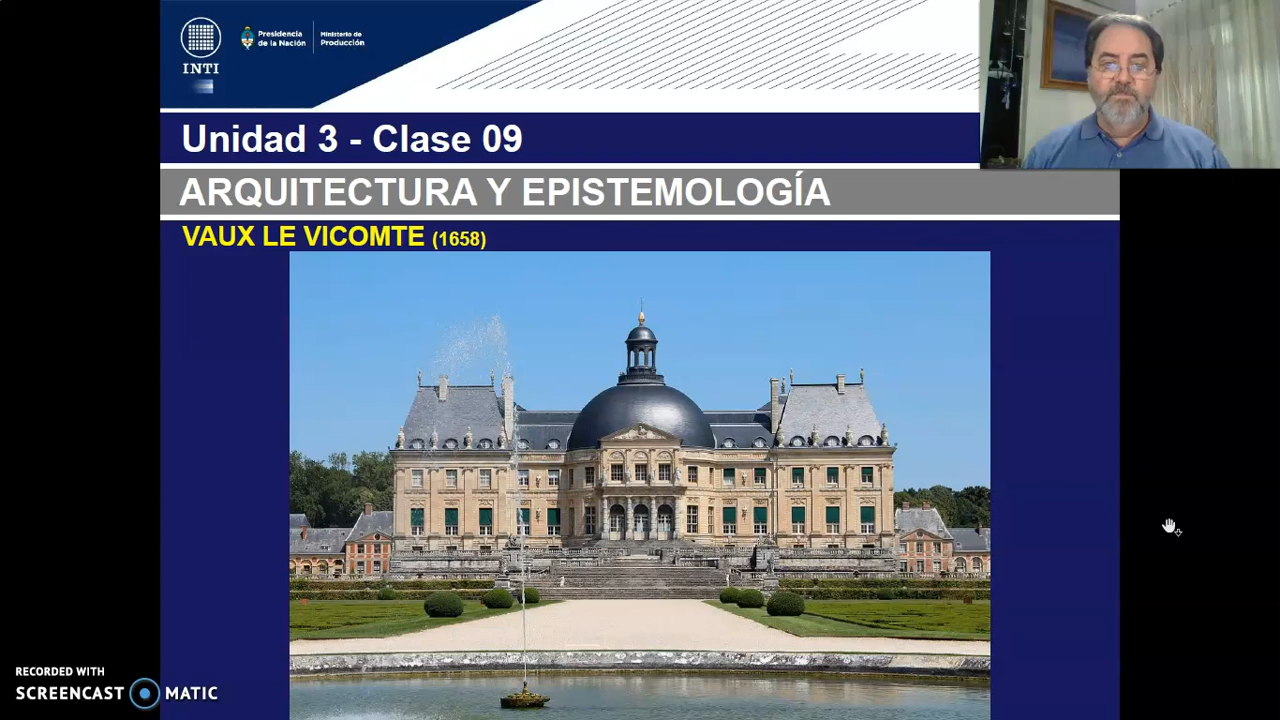 INTI
Presidencia
de la Nación
Ministerio de
Producción
Unidad 3 - Clase 09
ARQUITECTURA Y EPISTEMOLOGÍA
VAUX LE VICOMTE (1658)
RECORDED WITH
SCREENCAST MATIC